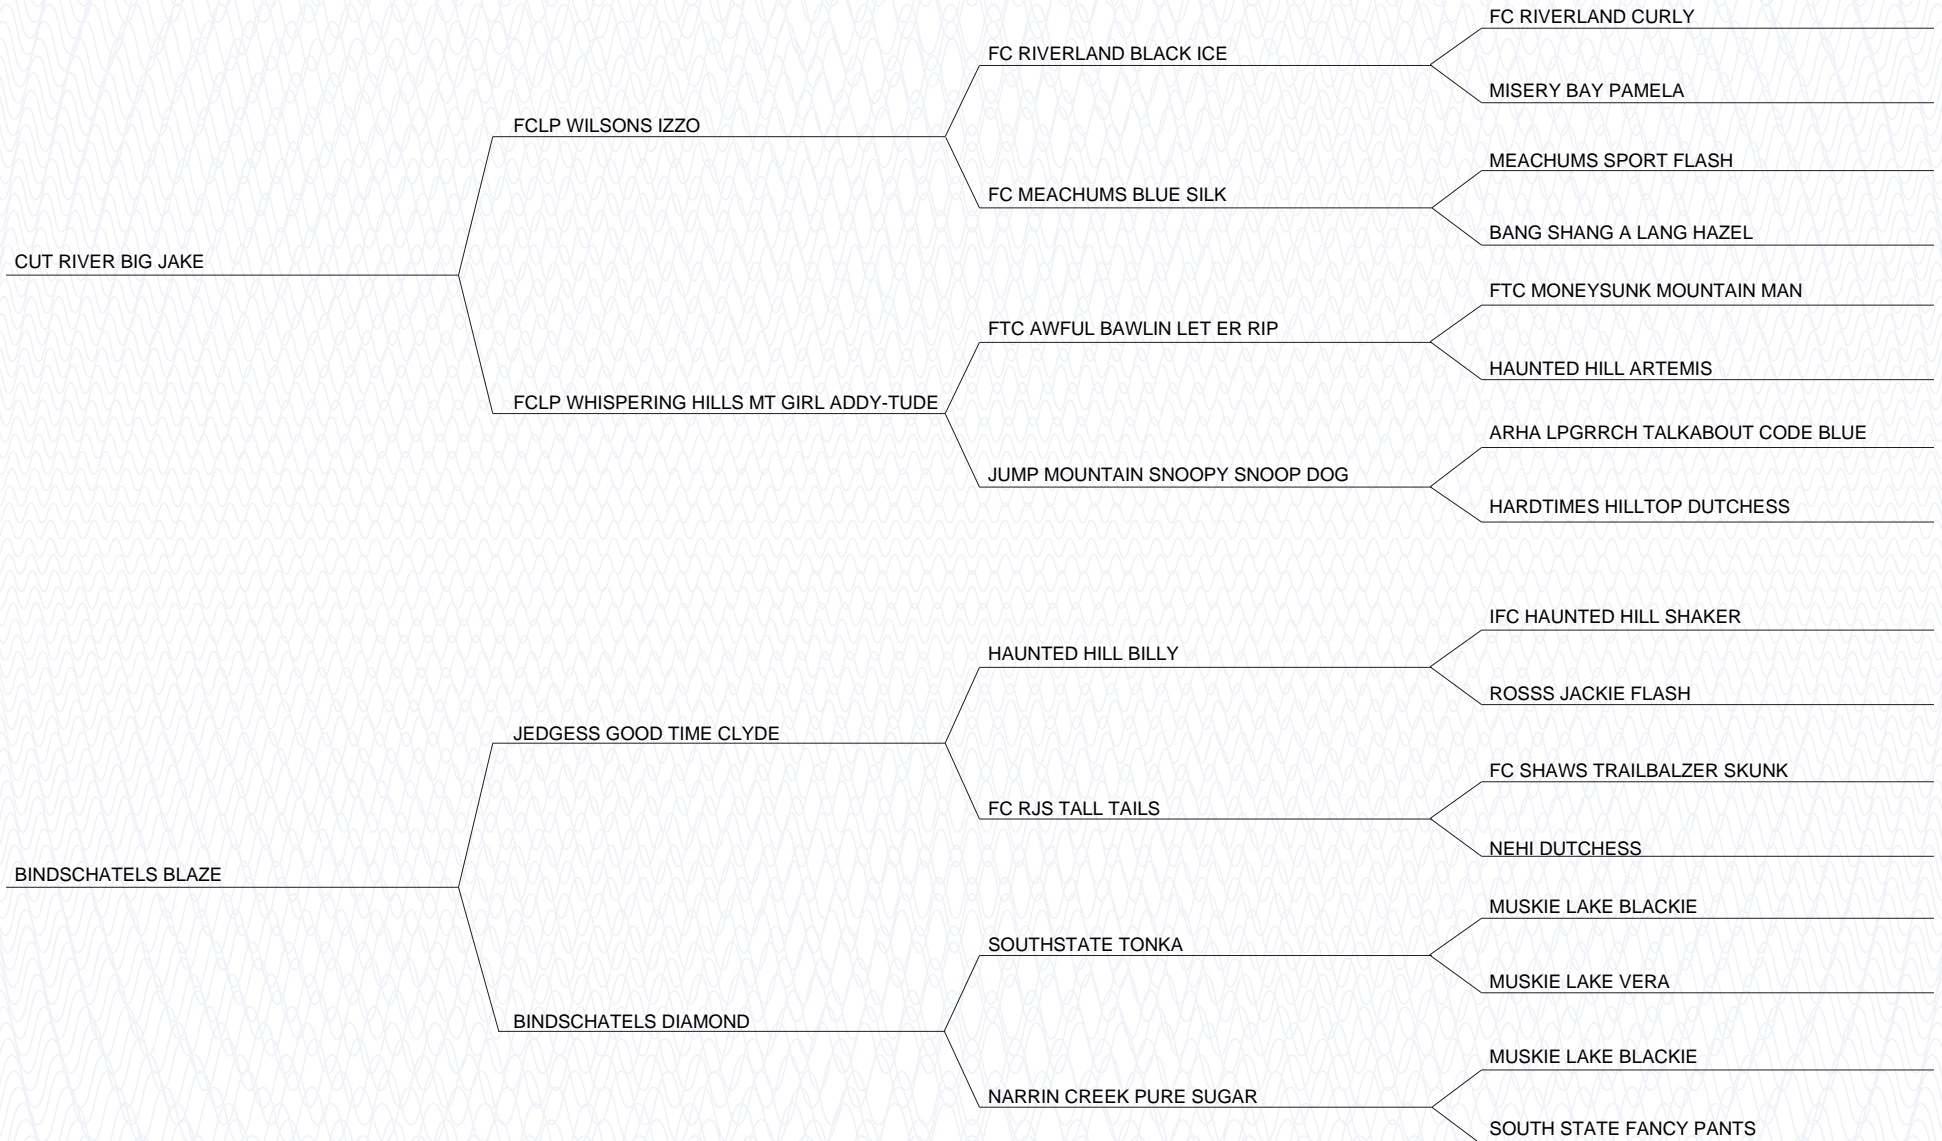 FC RIVERLAND CURLY
FC RIVERLAND BLACK ICE
MISERY BAY PAMELA
FCLP WILSONS IZZO
MEACHUMS SPORT FLASH
FC MEACHUMS BLUE SILK
BANG SHANG A LANG HAZEL
CUT RIVER BIG JAKE
FTC MONEYSUNK MOUNTAIN MAN
FTC AWFUL BAWLIN LET ER RIP
HAUNTED HILL ARTEMIS
FCLP WHISPERING HILLS MT GIRL ADDY-TUDE
ARHA LPGRRCH TALKABOUT CODE BLUE
JUMP MOUNTAIN SNOOPY SNOOP DOG
HARDTIMES HILLTOP DUTCHESS
IFC HAUNTED HILL SHAKER
HAUNTED HILL BILLY
ROSSS JACKIE FLASH
JEDGESS GOOD TIME CLYDE
FC SHAWS TRAILBALZER SKUNK
FC RJS TALL TAILS
NEHI DUTCHESS
BINDSCHATELS BLAZE
MUSKIE LAKE BLACKIE
SOUTHSTATE TONKA
MUSKIE LAKE VERA
BINDSCHATELS DIAMOND
MUSKIE LAKE BLACKIE
NARRIN CREEK PURE SUGAR
SOUTH STATE FANCY PANTS